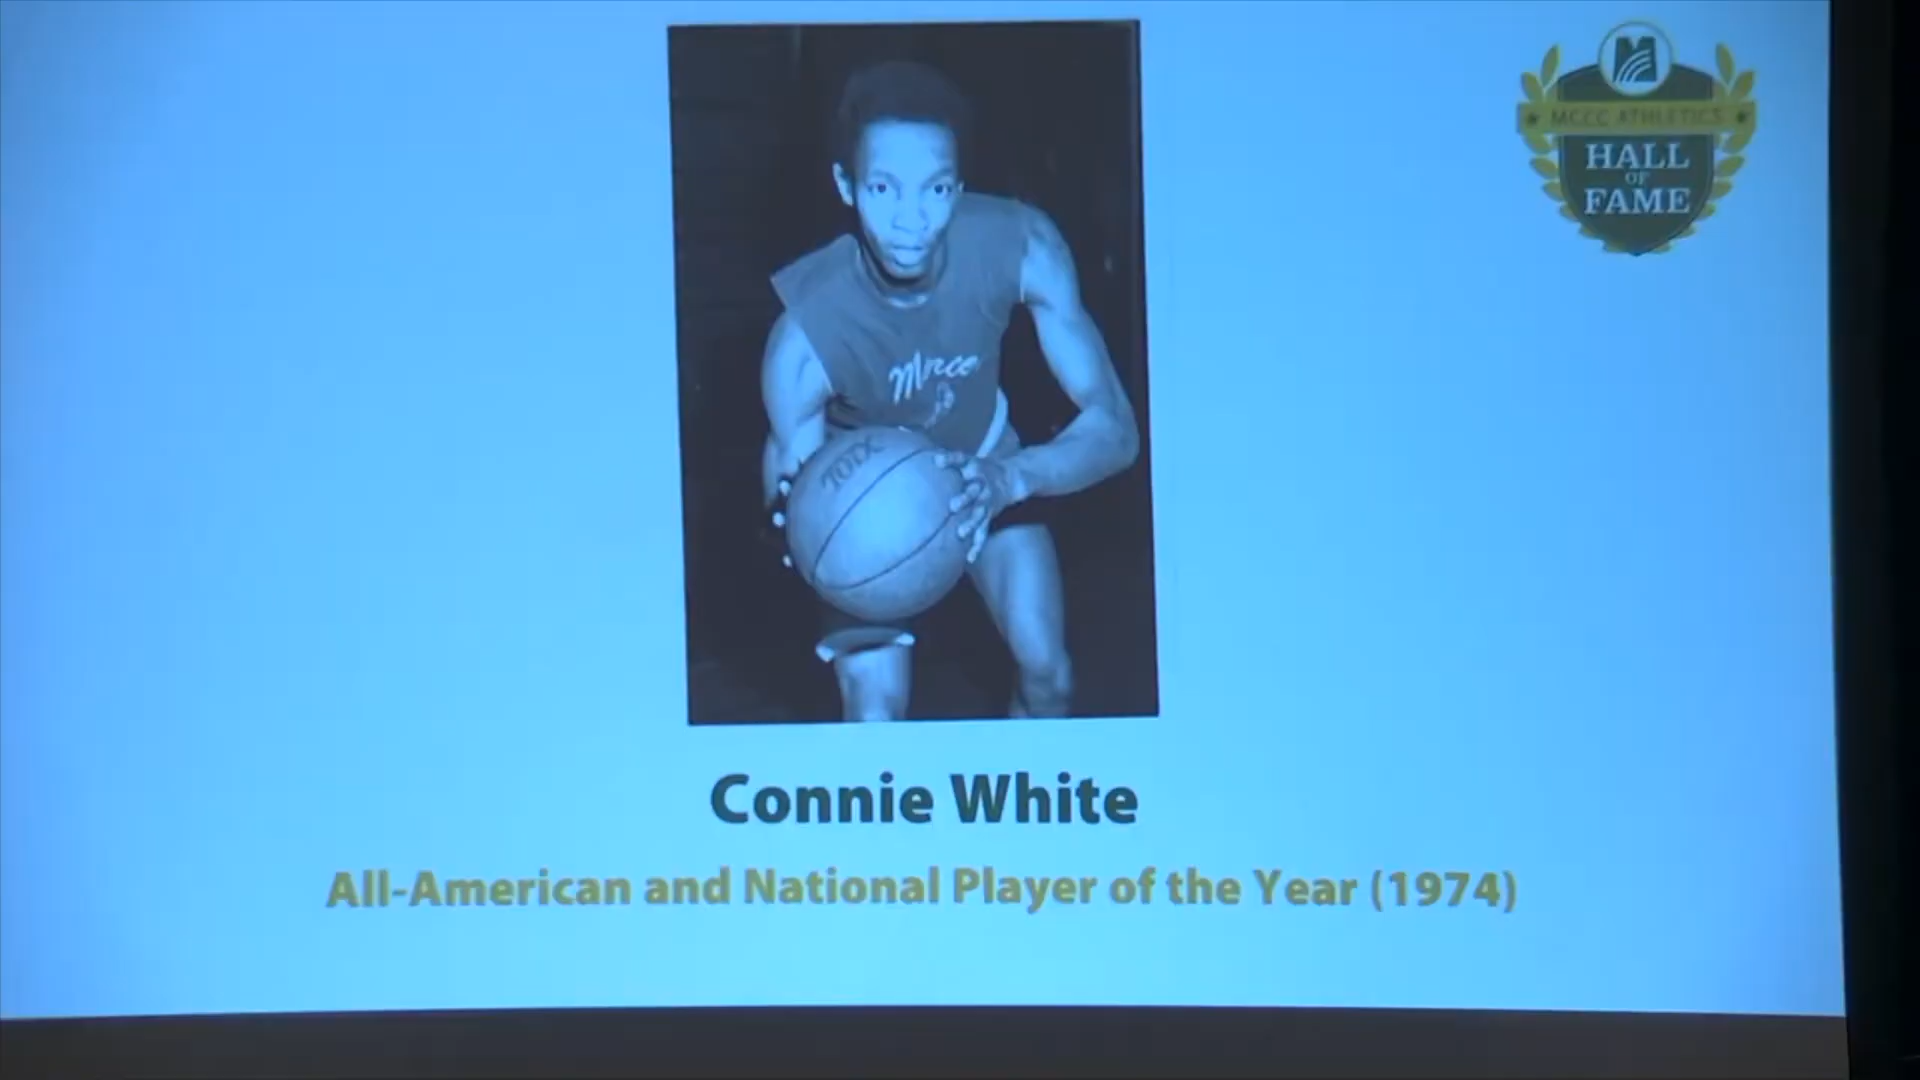 MCCC ATHLETICS
HALL
OF
FAME
Connie White
All-American and National Player of the Year (1974)